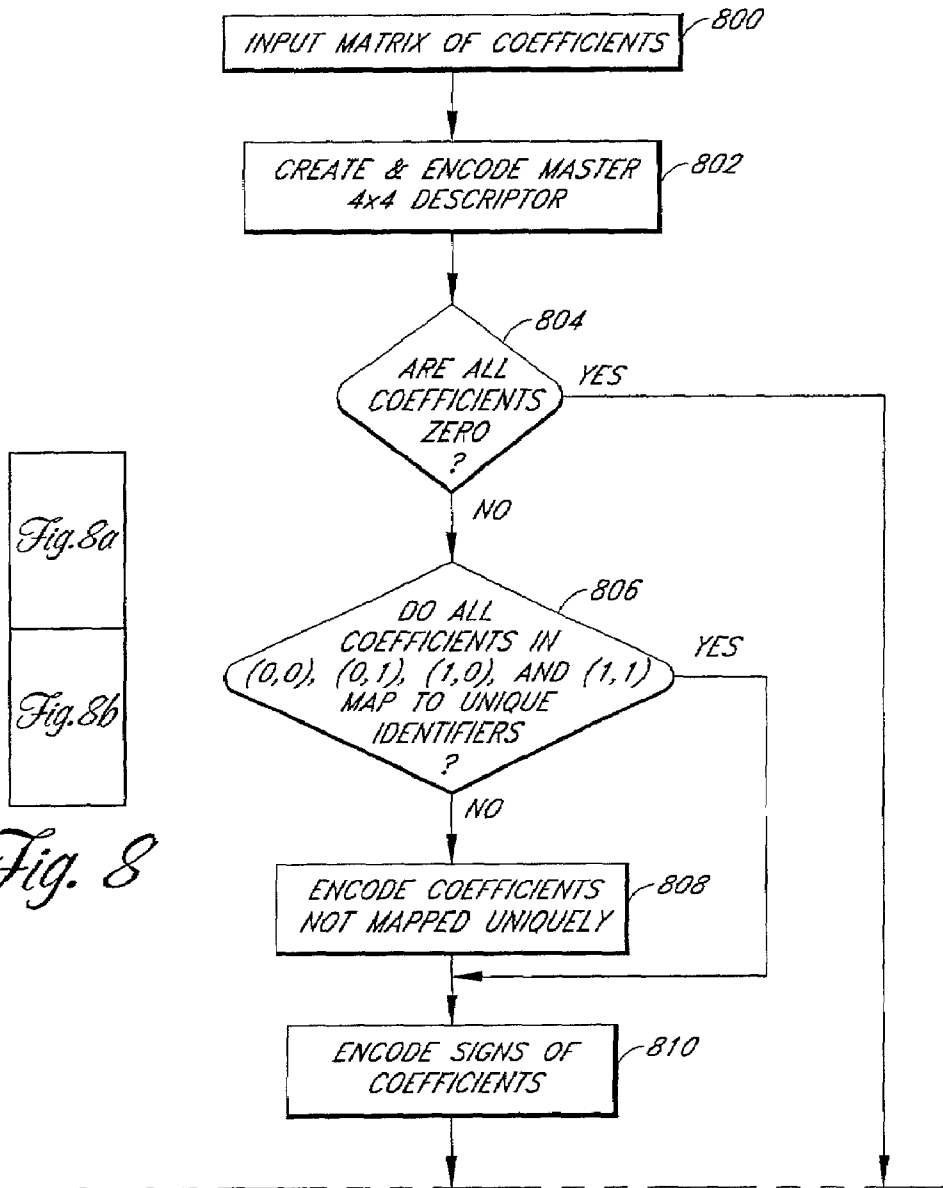 INPUT MATRIX OF COEFFICIENTS
800
CREATE & ENCODE MASTER
4x4 DESCRIPTOR
802
804
ARE ALL
COEFFICIENTS
ZERO
?
YES
NO
806
DO ALL
COEFFICIENTS IN
(0,0), (0,1), (1,0), AND (1,1)
MAP TO UNIQUE
IDENTIFIERS
?
YES
NO
ENCODE COEFFICIENTS
NOT MAPPED UNIQUELY
808
ENCODE SIGNS OF
COEFFICIENTS
810
Fig.8a
Fig.8b
Fig. 8